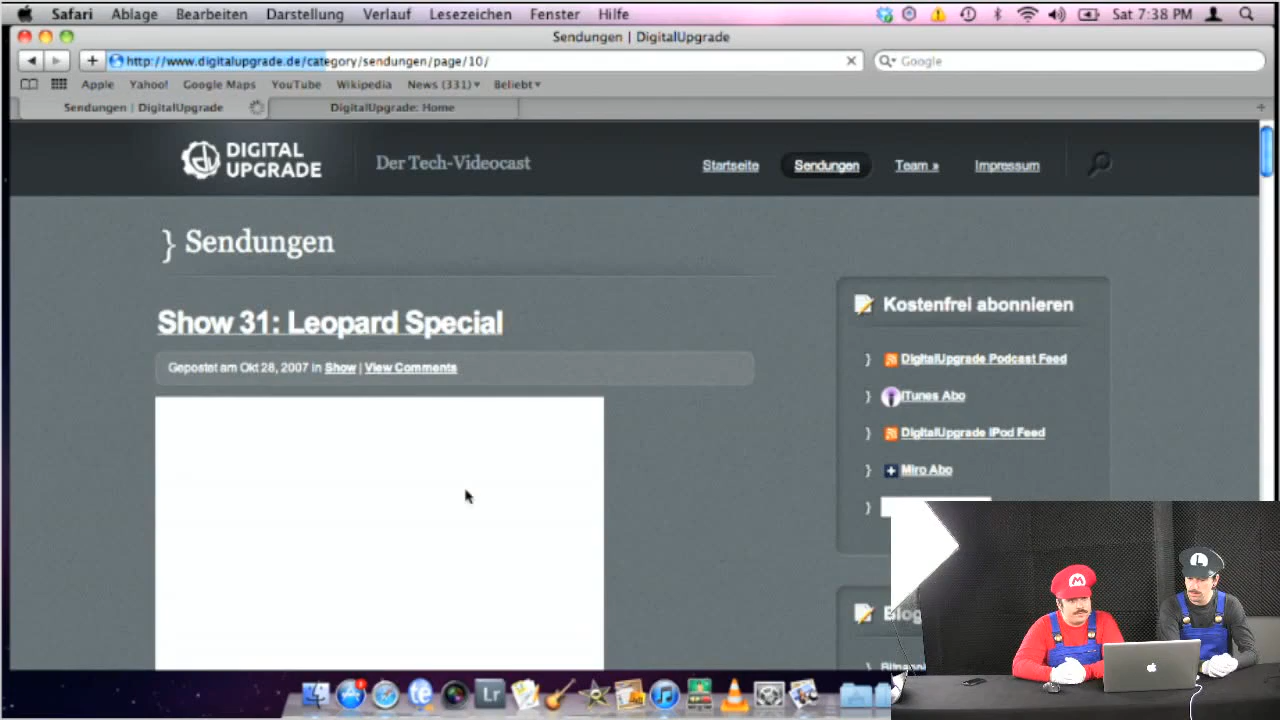 Safari Ablage Bearbeiten Darstellung Verlauf Lesezeichen Fenster Hilfe Sat 7:38 PM
Sendungen | DigitalUpgrade
http://www.digitalupgrade.de/category/sendungen/page/10/ Google
Apple Yahoo! Google Maps YouTube Wikipedia News (331) Beliebt
Sendungen | DigitalUpgrade DigitalUpgrade: Home
DIGITAL UPGRADE
Der Tech-Videocast
Startseite Sendungen Team » Impressum
} Sendungen
Show 31: Leopard Special
Gepostet am Okt 28, 2007 in Show | View Comments
Kostenfrei abonnieren
} DigitalUpgrade Podcast Feed
} iTunes Abo
} DigitalUpgrade iPod Feed
} Miro Abo
}
Blog
}
Lr
M
L